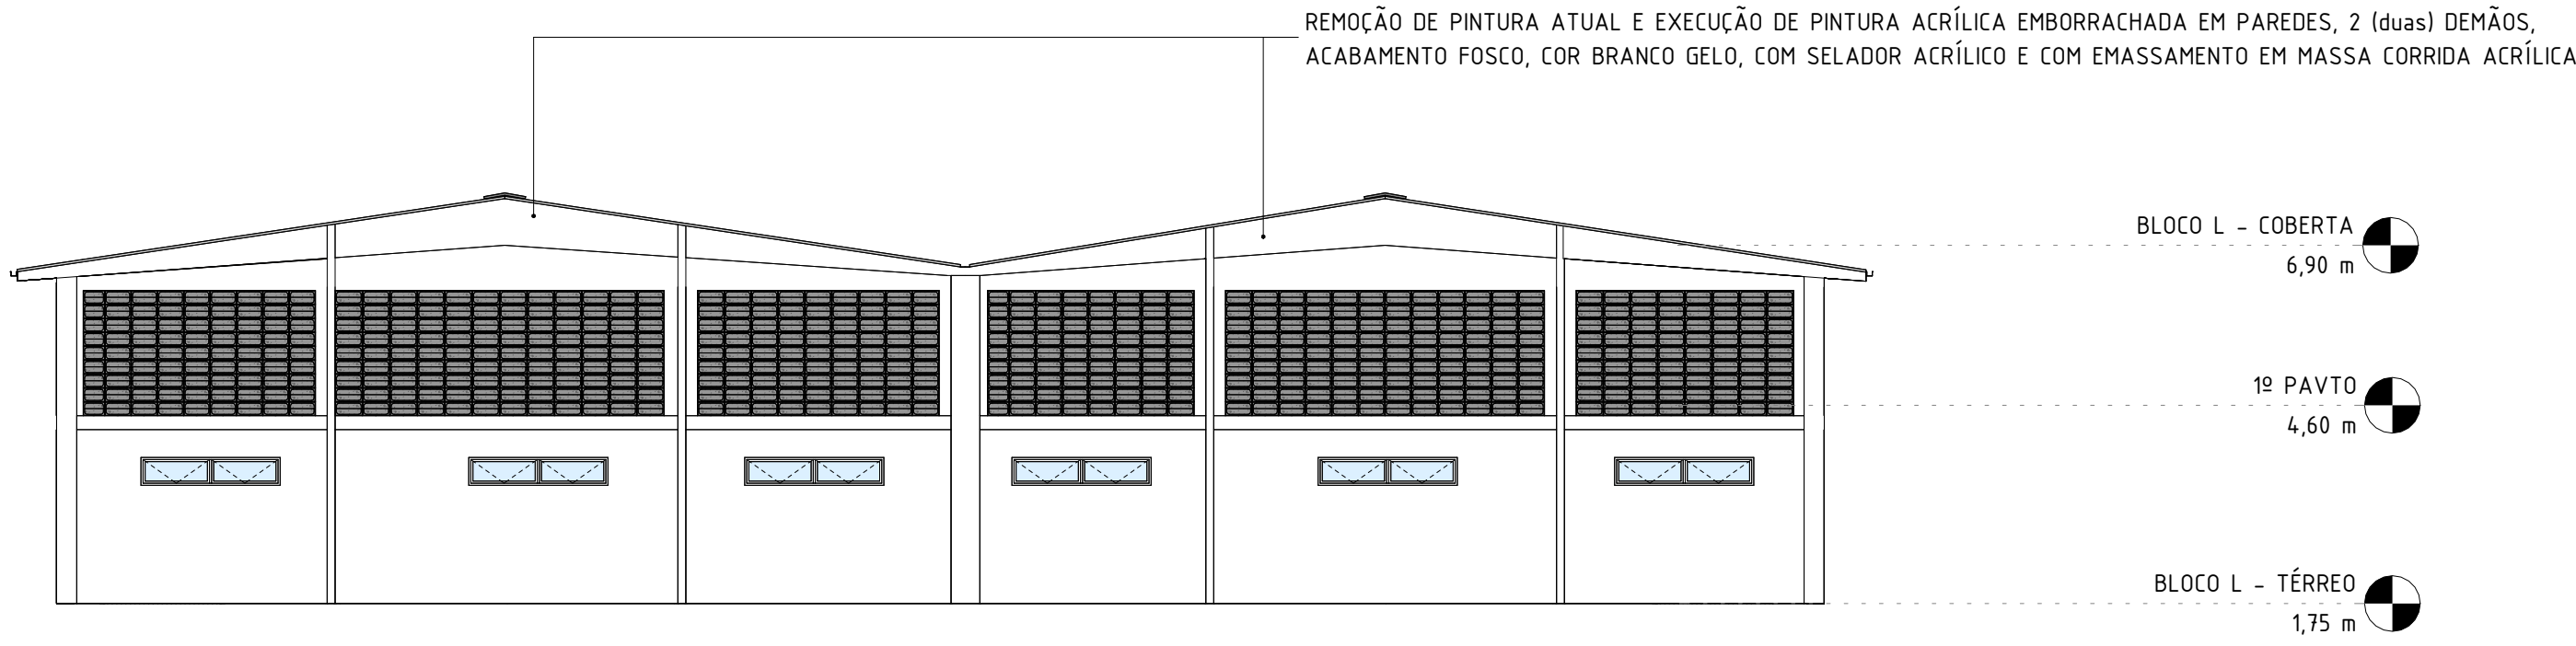 REMOÇÃO DE PINTURA ATUAL E EXECUÇÃO DE PINTURA ACRÍLICA EMBORRACHADA EM PAREDES, 2 (duas) DEMÃOS,
ACABAMENTO FOSCO, COR BRANCO GELO, COM SELADOR ACRÍLICO E COM EMASSAMENTO EM MASSA CORRIDA ACRÍLICA
BLOCO L - COBERTA
6,90 m
1º PAVTO
4,60 m
BLOCO L - TÉRREO
1,75 m